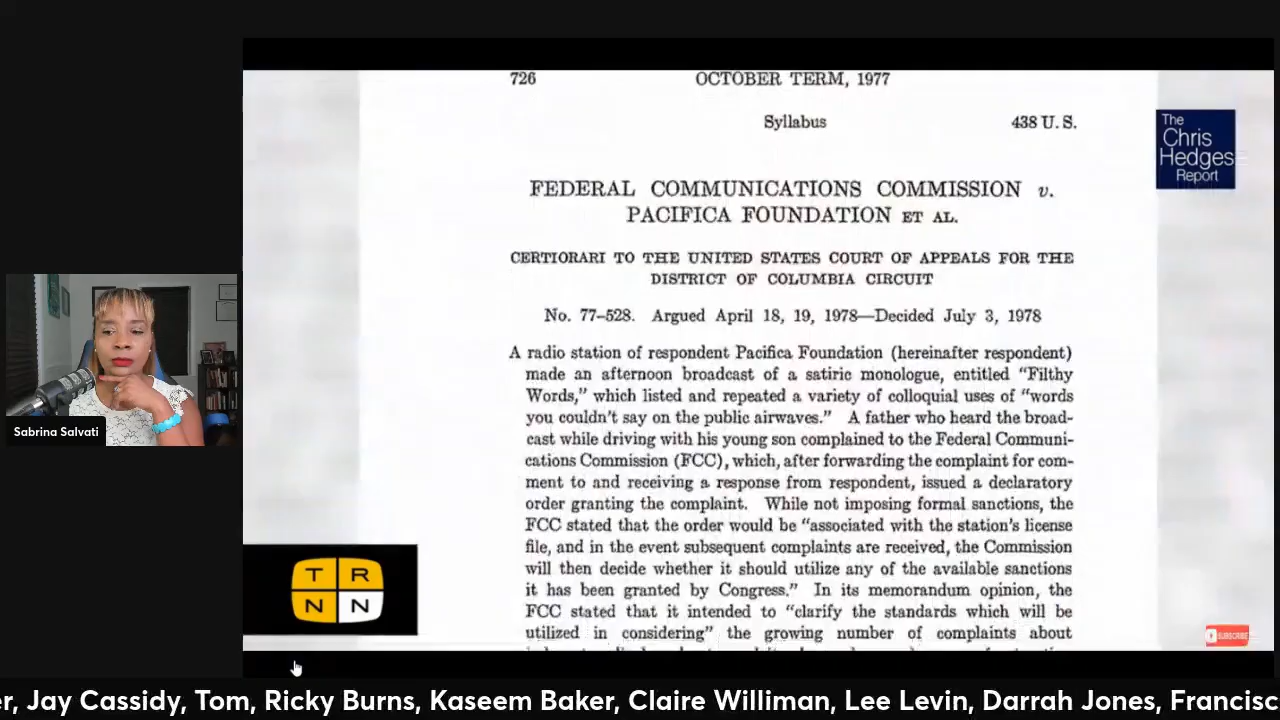 726 OCTOBER TERM, 1977
Syllabus 438 U. S.
FEDERAL COMMUNICATIONS COMMISSION v.
PACIFICA FOUNDATION ET AL.
CERTIORARI TO THE UNITED STATES COURT OF APPEALS FOR THE
DISTRICT OF COLUMBIA CIRCUIT
No. 77–528. Argued April 18, 19, 1978—Decided July 3, 1978
A radio station of respondent Pacifica Foundation (hereinafter respondent)
made an afternoon broadcast of a satiric monologue, entitled “Filthy
Words,” which listed and repeated a variety of colloquial uses of “words
you couldn’t say on the public airwaves.” A father who heard the broad-
cast while driving with his young son complained to the Federal Communi-
cations Commission (FCC), which, after forwarding the complaint for com-
ment to and receiving a response from respondent, issued a declaratory
order granting the complaint. While not imposing formal sanctions, the
FCC stated that the order would be “associated with the station’s license
file, and in the event subsequent complaints are received, the Commission
will then decide whether it should utilize any of the available sanctions
it has been granted by Congress.” In its memorandum opinion, the
FCC stated that it intended to “clarify the standards which will be
utilized in considering” the growing number of complaints about
The
Chris
Hedges
Report
Sabrina Salvati
T R
N N
SUBSCRIBE
er, Jay Cassidy, Tom, Ricky Burns, Kaseem Baker, Claire Williman, Lee Levin, Darrah Jones, Francisc